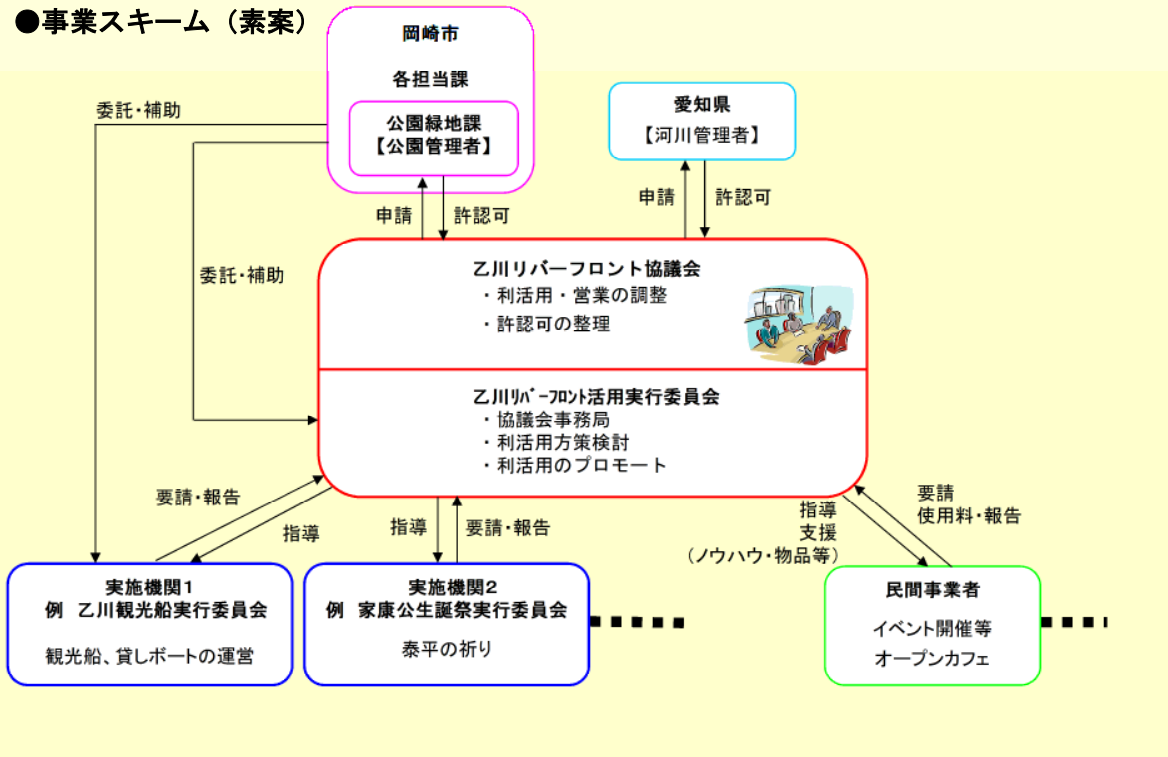 ●事業スキーム（素案）
岡崎市
各担当課
公園緑地課
【公園管理者】
愛知県
【河川管理者】
委託・補助
申請
許認可
申請
許認可
委託・補助
乙川リバーフロント協議会
・利活用・営業の調整
・許認可の整理
乙川ﾘﾊﾞｰﾌﾛﾝﾄ活用実行委員会
・協議会事務局
・利活用方策検討
・利活用のプロモート
要請・報告
指導
指導
要請・報告
指導
支援
（ノウハウ・物品等）
要請
使用料・報告
実施機関１
例　乙川観光船実行委員会
観光船、貸しボートの運営
実施機関２
例　家康公生誕祭実行委員会
泰平の祈り
民間事業者
イベント開催等
オープンカフェ